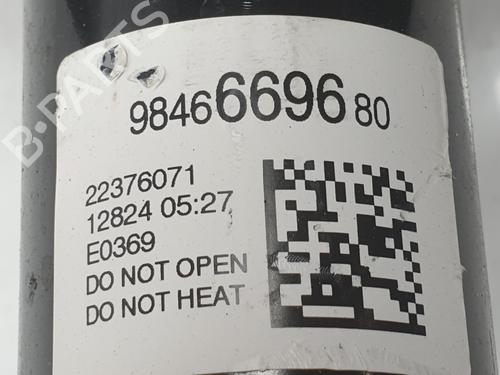 B-PARTS
98466696 80
22376071
12824 05:27
E0369
DO NOT OPEN
DO NOT HEAT